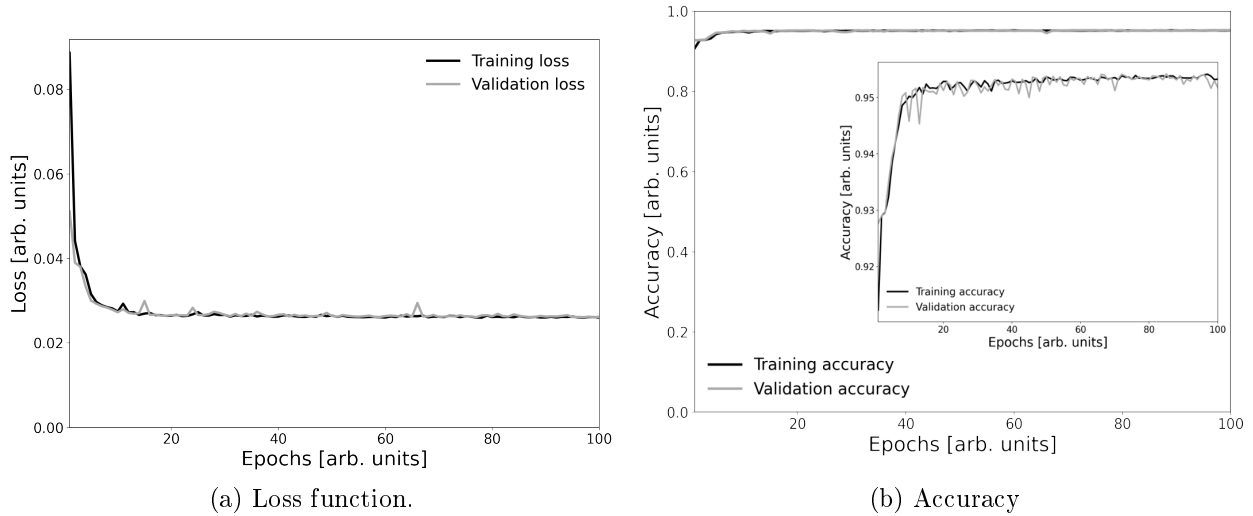 Training loss
Validation loss
0.08
0.06
0.04
0.02
0.00
Loss [arb. units]
20
40
60
80
100
Epochs [arb. units]
(a) Loss function.
1.0
0.8
0.6
0.4
0.2
0.0
Accuracy [arb. units]
0.95
0.94
0.93
0.92
Accuracy [arb. units]
Training accuracy
Validation accuracy
20
40
60
80
100
Epochs [arb. units]
Training accuracy
Validation accuracy
20
40
60
80
100
Epochs [arb. units]
(b) Accuracy